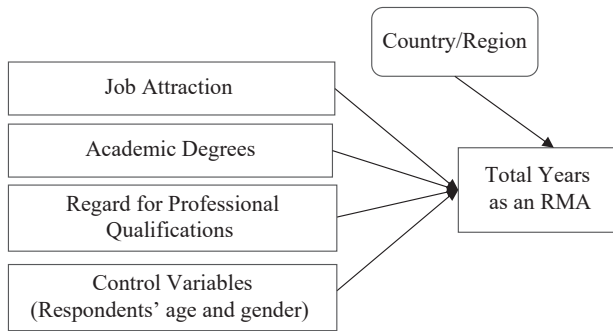 Country/Region
Job Attraction
Academic Degrees
Regard for Professional
Qualifications
Control Variables
(Respondents’ age and gender)
Total Years
as an RMA